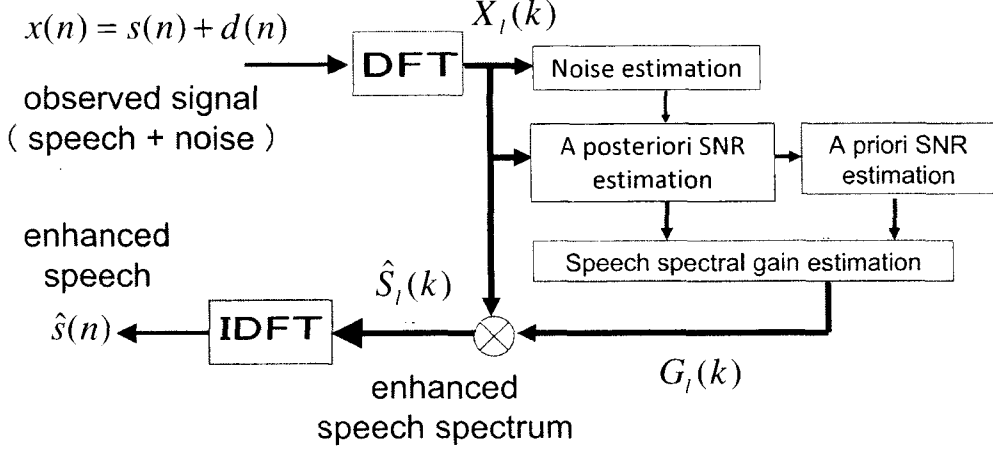 x(n) = s(n) + d(n)
X_l(k)
DFT
Noise estimation
observed signal
( speech + noise )
A posteriori SNR
estimation
A priori SNR
estimation
enhanced
speech
Speech spectral gain estimation
Ŝ_l(k)
ŝ(n)
IDFT
G_l(k)
enhanced
speech spectrum